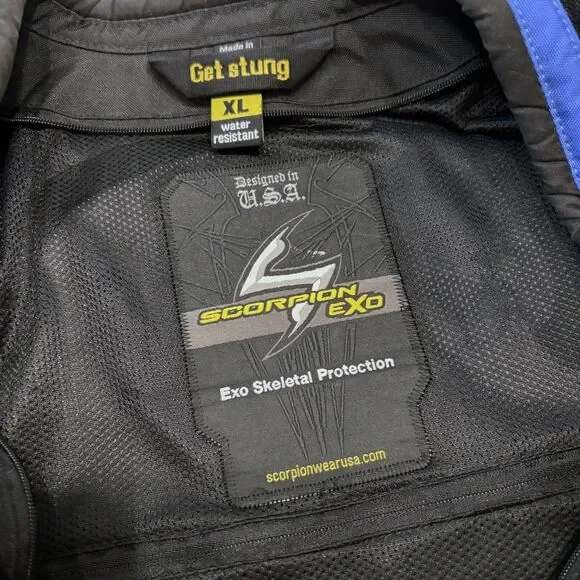 Made in
Get stung
XL
water
resistant
Designed in
U.S.A.
SCORPION
EXO
Exo Skeletal Protection
scorpionwearusa.com